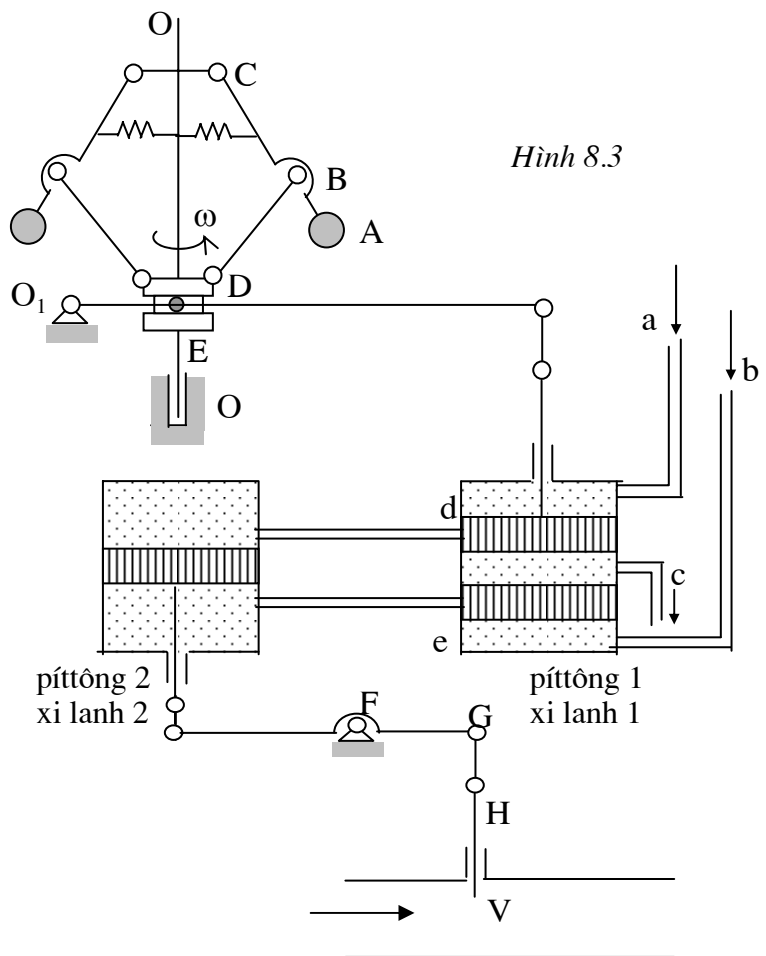 O
C
Hình 8.3
B
ω
A
D
O1
a
E
b
O
d
c
e
píttông 2
xi lanh 2
píttông 1
xi lanh 1
F
G
H
V